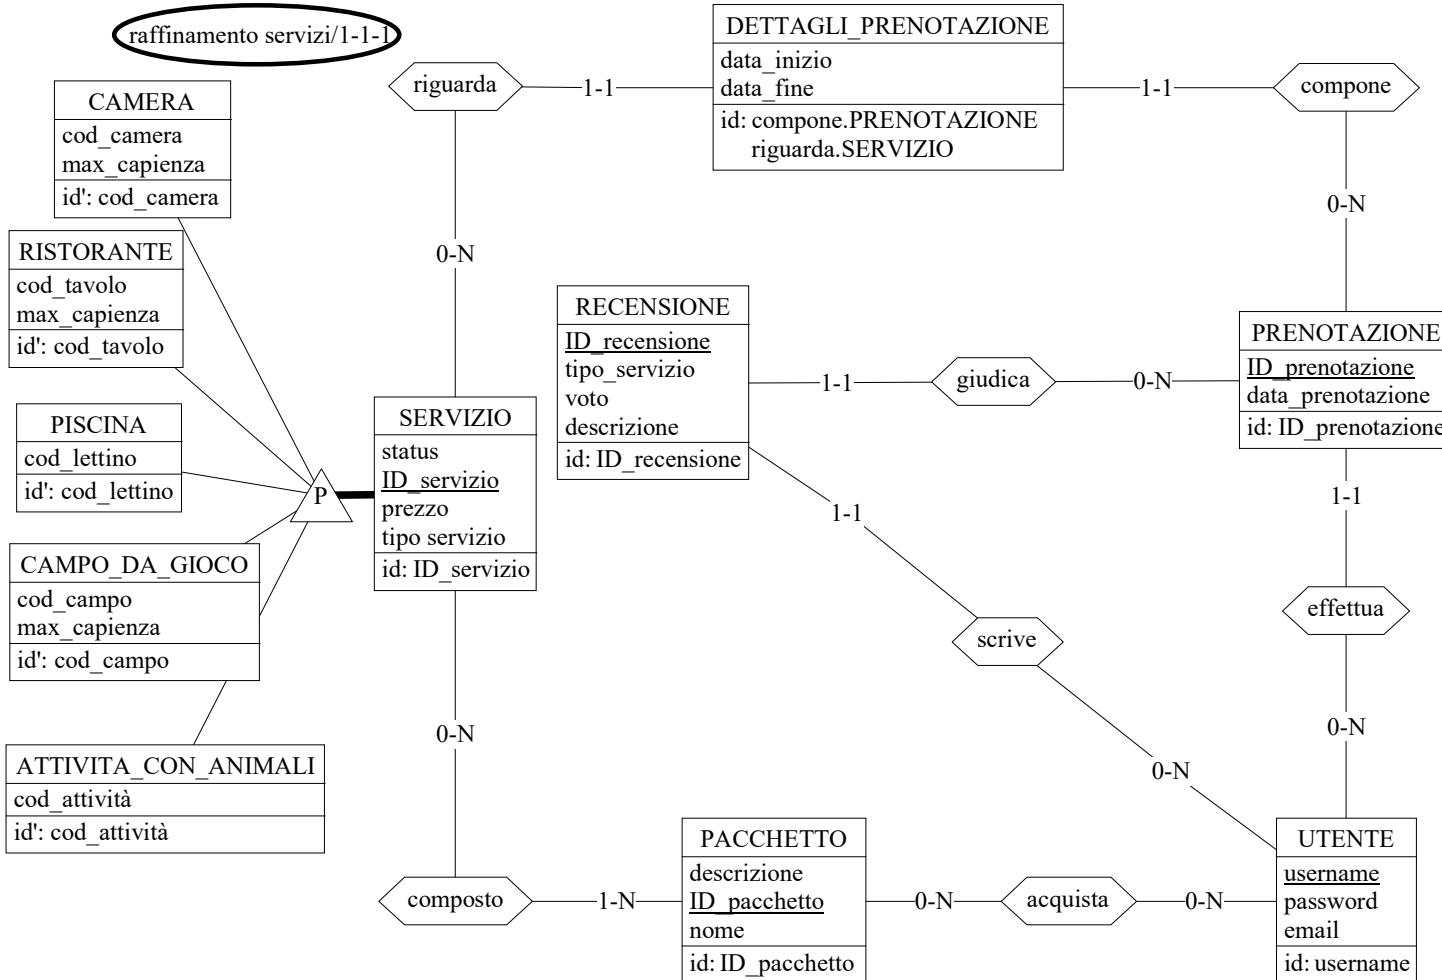 raffinamento servizi/1-1-1
DETTAGLI_PRENOTAZIONE
data_inizio
data_fine
id: compone.PRENOTAZIONE
riguarda.SERVIZIO
riguarda
1-1
1-1
compone
CAMERA
cod_camera
max_capienza
id': cod_camera
0-N
0-N
RISTORANTE
cod_tavolo
max_capienza
id': cod_tavolo
RECENSIONE
ID_recensione
tipo_servizio
voto
descrizione
id: ID_recensione
1-1
giudica
0-N
PRENOTAZIONE
ID_prenotazione
data_prenotazione
id: ID_prenotazione
PISCINA
cod_lettino
id': cod_lettino
P
SERVIZIO
status
ID_servizio
prezzo
tipo servizio
id: ID_servizio
1-1
1-1
CAMPO_DA_GIOCO
cod_campo
max_capienza
id': cod_campo
scrive
effettua
0-N
0-N
0-N
ATTIVITA_CON_ANIMALI
cod_attività
id': cod_attività
composto
1-N
PACCHETTO
descrizione
ID_pacchetto
nome
id: ID_pacchetto
0-N
acquista
0-N
UTENTE
username
password
email
id: username